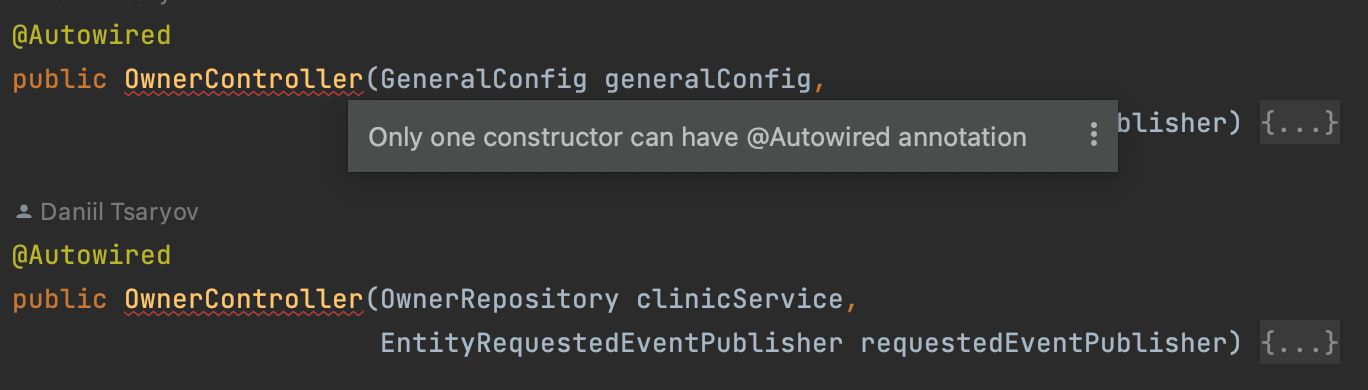 @Autowired
public OwnerController(GeneralConfig generalConfig,
blisher) {...}
Only one constructor can have @Autowired annotation
Daniil Tsaryov
@Autowired
public OwnerController(OwnerRepository clinicService,
EntityRequestedEventPublisher requestedEventPublisher) {...}